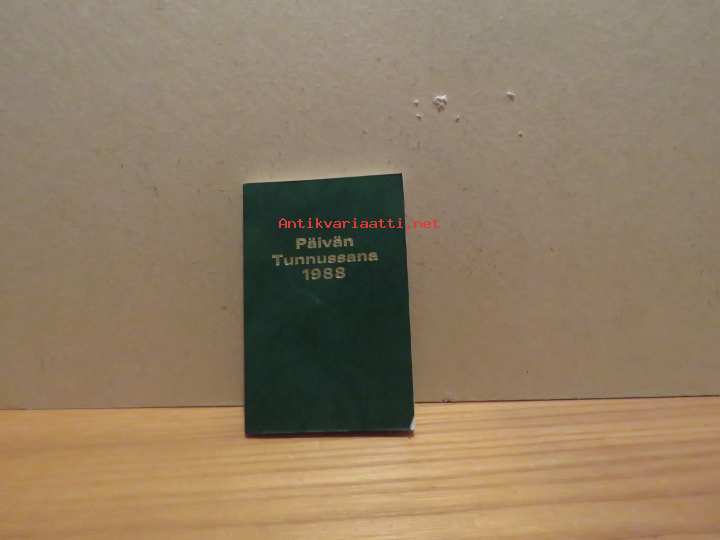 Antikvariaatti.net
Päivän
Tunnussana
1988